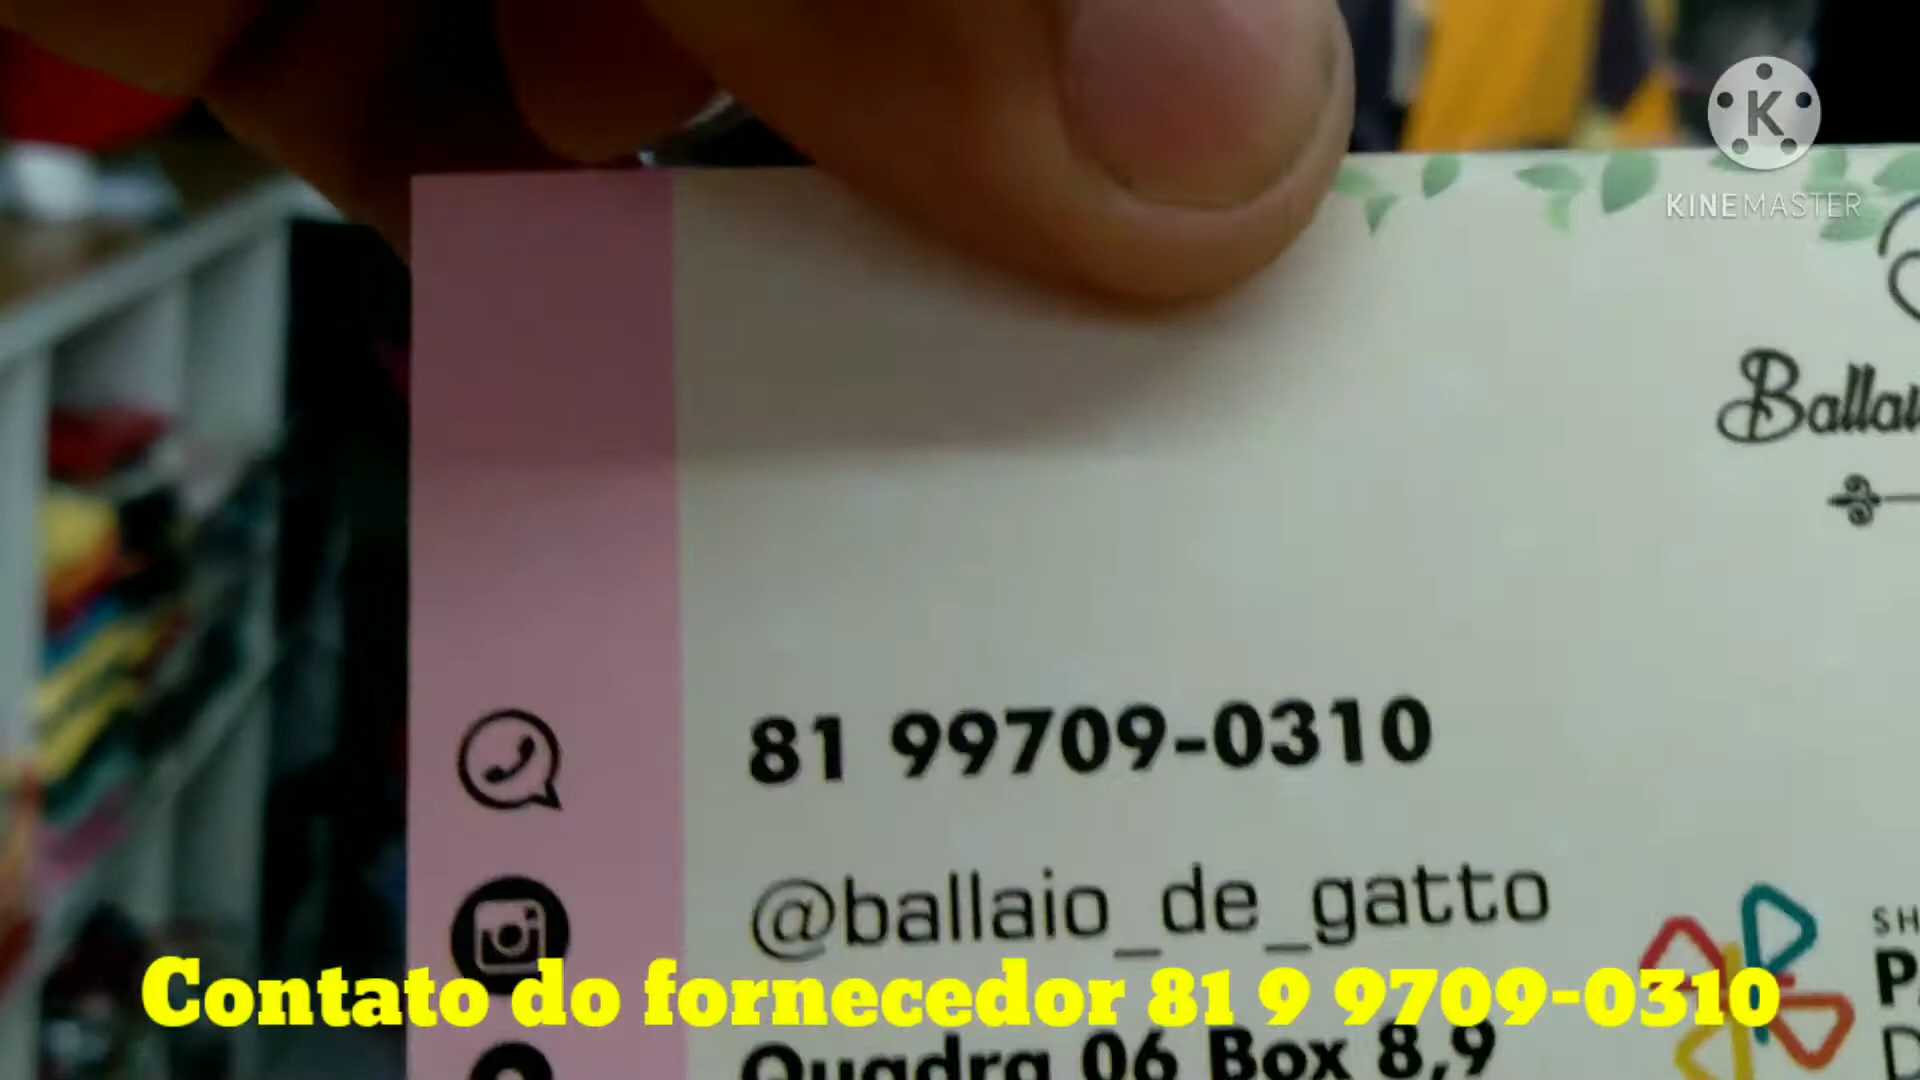 KINEMASTER
81 99709-0310
@ballaio_de_gatto
Contato do fornecedor 81 9 9709-0310
Quadra 06 Box 8,9